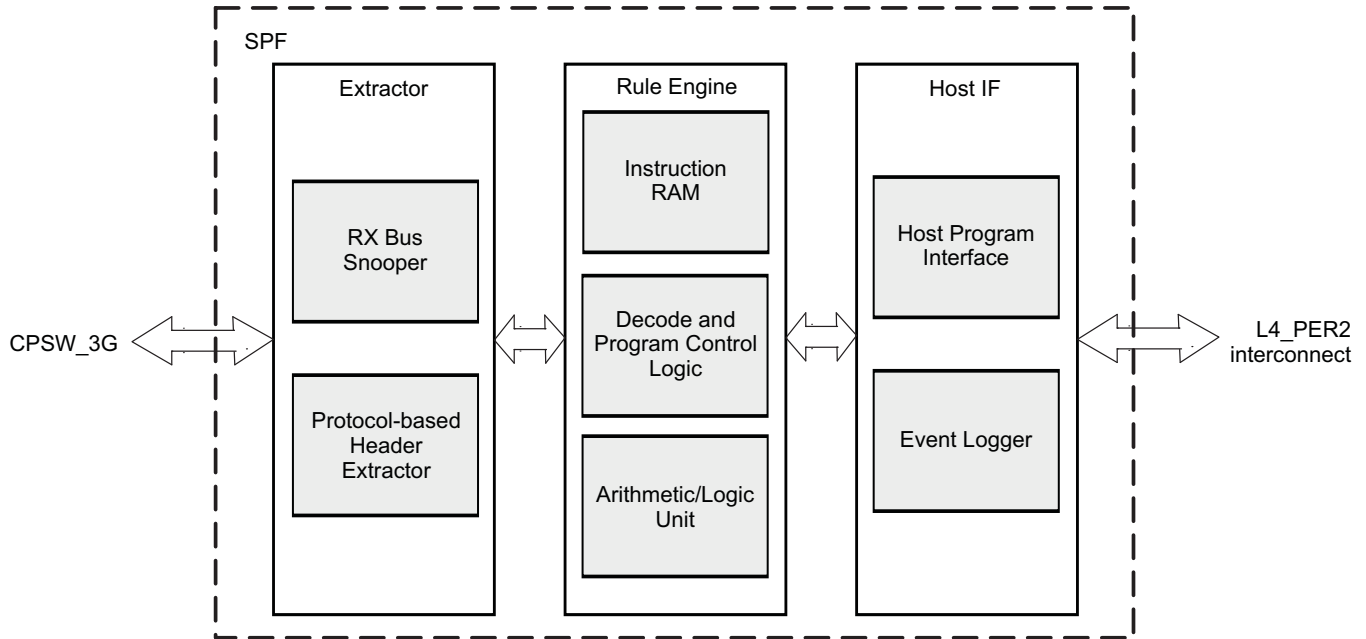 SPF
Extractor
RX Bus
Snooper
Protocol-based
Header
Extractor
Rule Engine
Instruction
RAM
Decode and
Program Control
Logic
Arithmetic/Logic
Unit
Host IF
Host Program
Interface
Event Logger
CPSW_3G
L4_PER2
interconnect